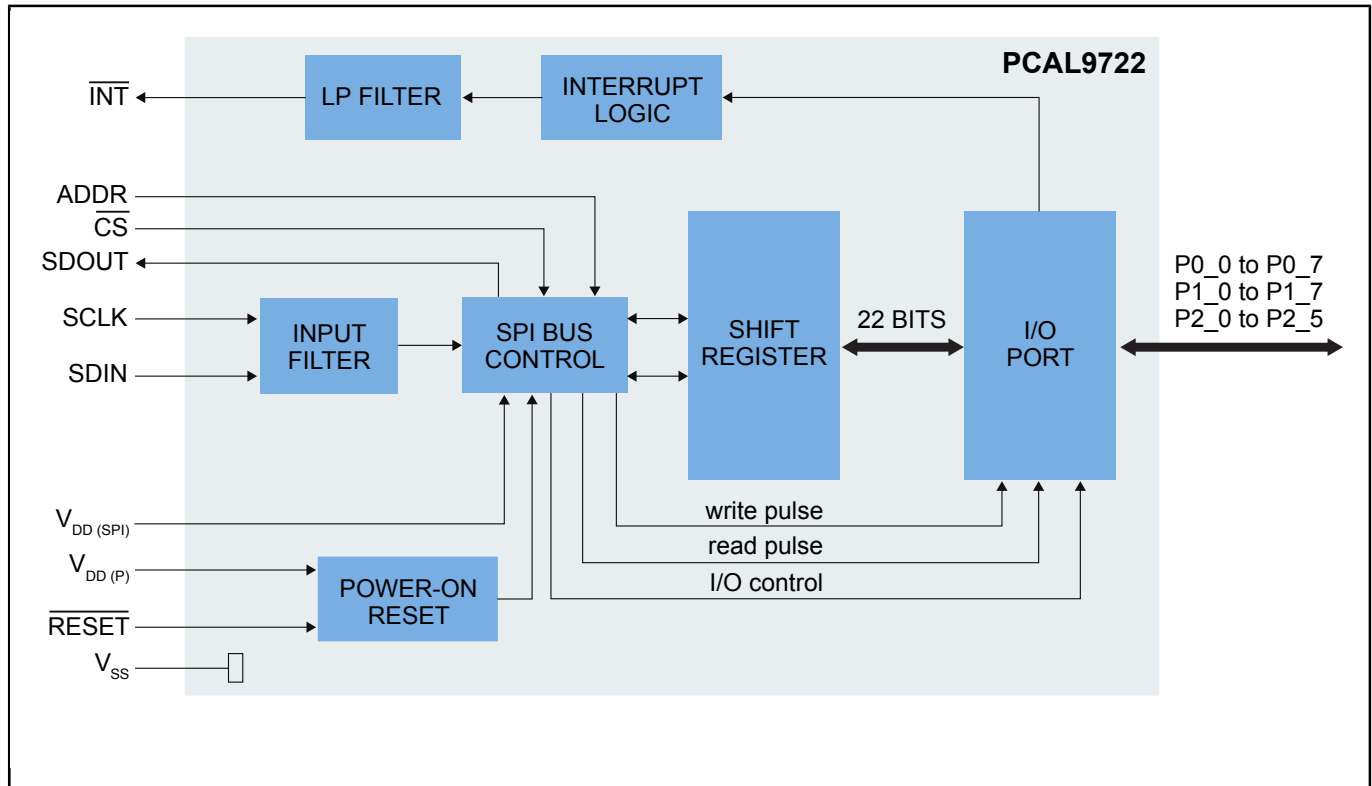 PCAL9722
INT
LP FILTER
INTERRUPT
LOGIC
ADDR
CS
SDOUT
SCLK
SDIN
INPUT
FILTER
SPI BUS
CONTROL
SHIFT
REGISTER
22 BITS
I/O
PORT
P0_0 to P0_7
P1_0 to P1_7
P2_0 to P2_5
write pulse
read pulse
I/O control
VDD (SPI)
VDD (P)
RESET
VSS
POWER-ON
RESET